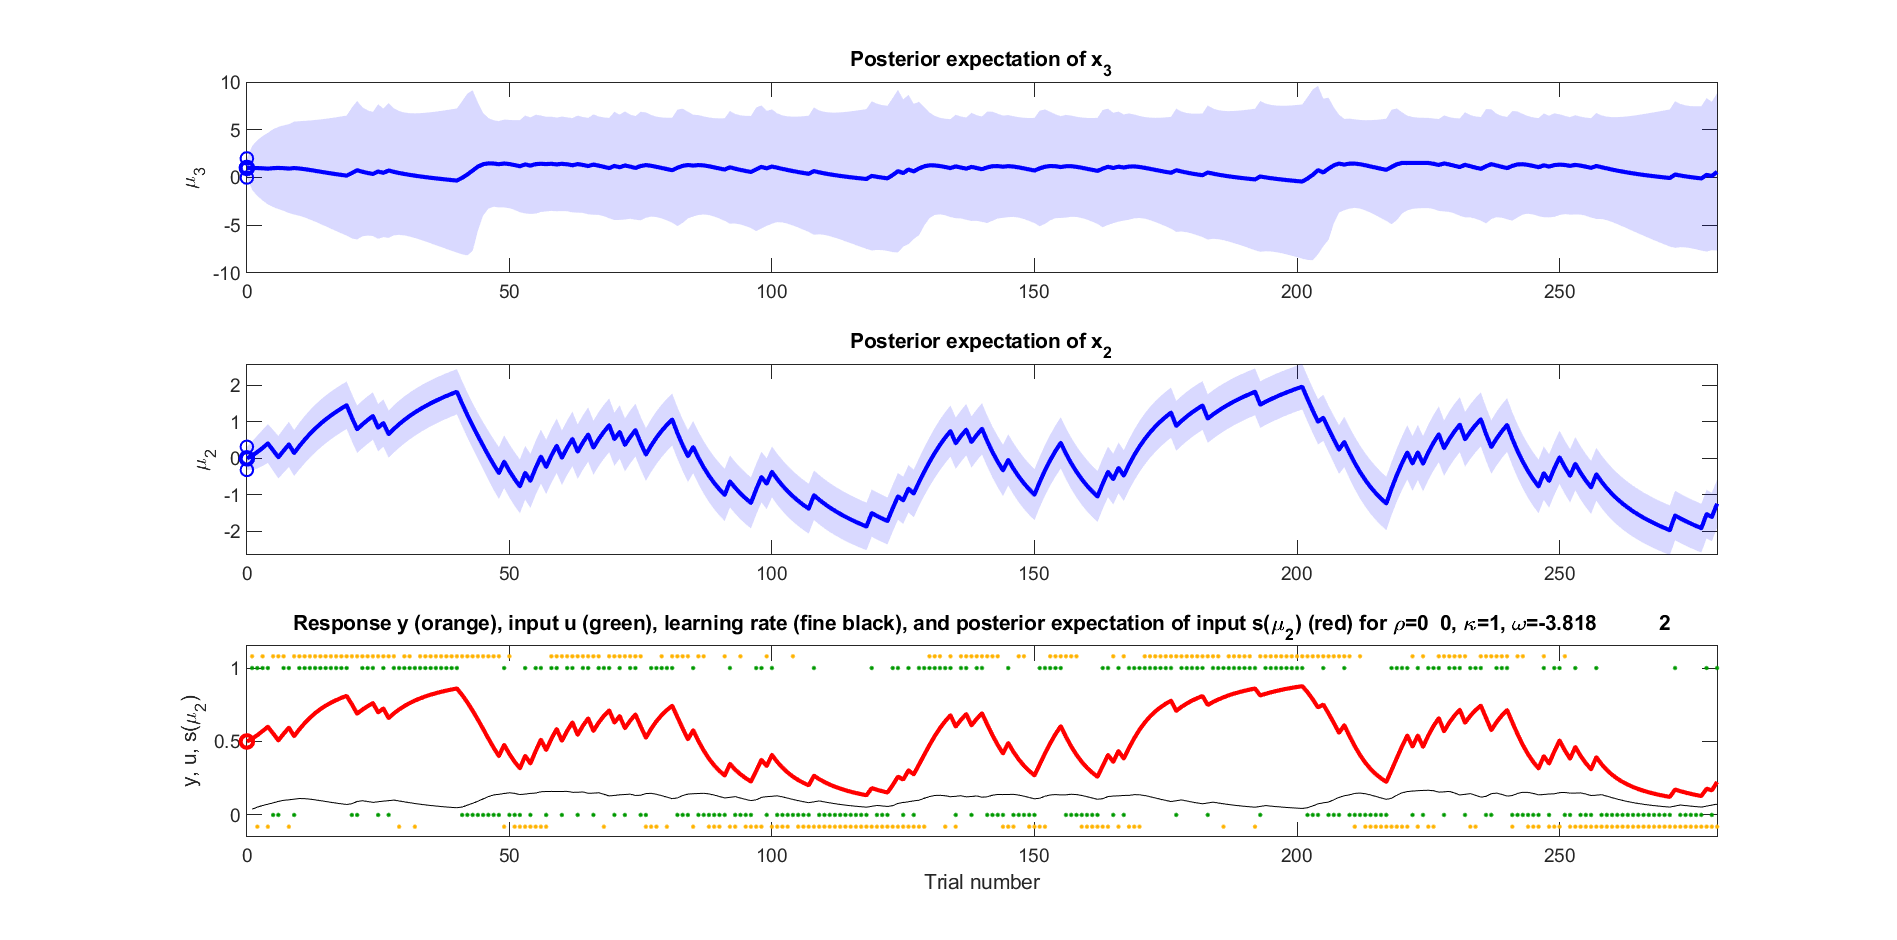 Posterior expectation of x3
10
5
0
-5
-10
μ3
0 50 100 150 200 250
Posterior expectation of x2
2
1
0
-1
-2
μ2
0 50 100 150 200 250
Response y (orange), input u (green), learning rate (fine black), and posterior expectation of input s(μ2) (red) for ρ=0 0, κ=1, ω=-3.818 2
1
0.5
0
y, u, s(μ2)
0 50 100 150 200 250
Trial number